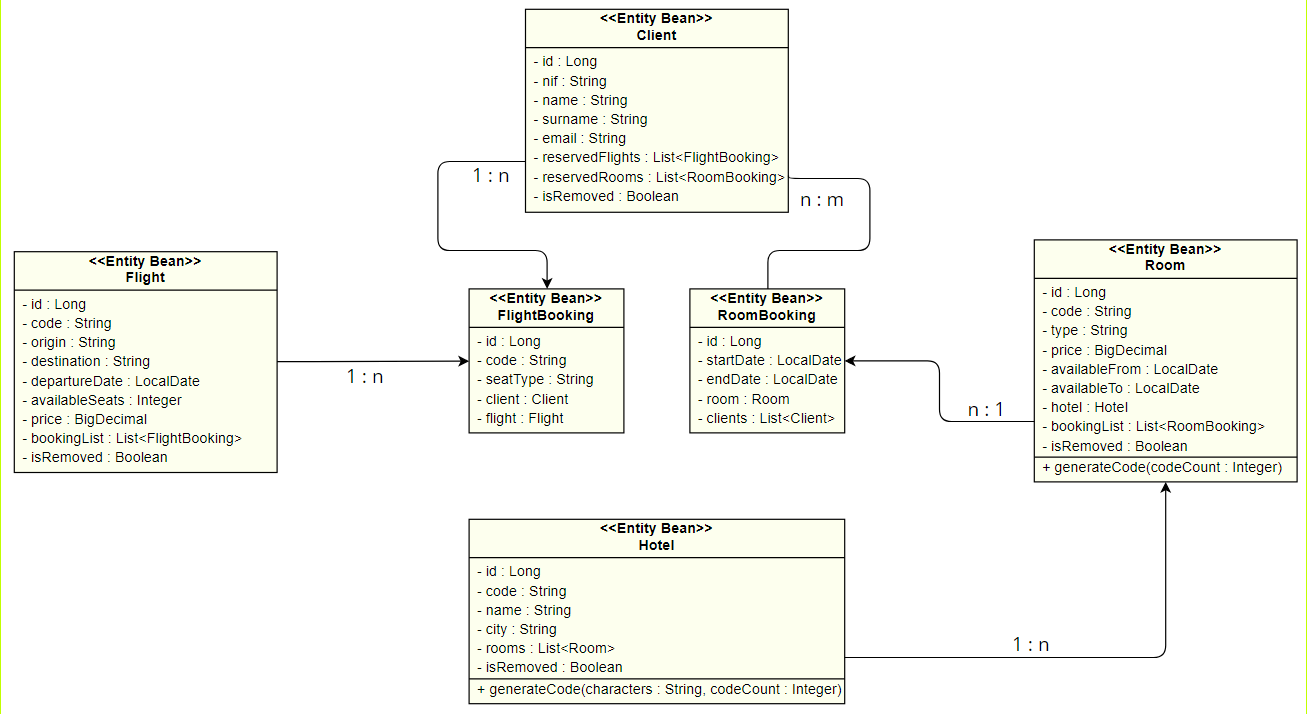 <<Entity Bean>>
Client
- id : Long
- nif : String
- name : String
- surname : String
- email : String
- reservedFlights : List<FlightBooking>
- reservedRooms : List<RoomBooking>
- isRemoved : Boolean
1 : n
n : m
<<Entity Bean>>
Flight
- id : Long
- code : String
- origin : String
- destination : String
- departureDate : LocalDate
- availableSeats : Integer
- price : BigDecimal
- bookingList : List<FlightBooking>
- isRemoved : Boolean
1 : n
<<Entity Bean>>
FlightBooking
- id : Long
- code : String
- seatType : String
- client : Client
- flight : Flight
<<Entity Bean>>
RoomBooking
- id : Long
- startDate : LocalDate
- endDate : LocalDate
- room : Room
- clients : List<Client>
n : 1
<<Entity Bean>>
Room
- id : Long
- code : String
- type : String
- price : BigDecimal
- availableFrom : LocalDate
- availableTo : LocalDate
- hotel : Hotel
- bookingList : List<RoomBooking>
- isRemoved : Boolean
+ generateCode(codeCount : Integer)
<<Entity Bean>>
Hotel
- id : Long
- code : String
- name : String
- city : String
- rooms : List<Room>
- isRemoved : Boolean
+ generateCode(characters : String, codeCount : Integer)
1 : n